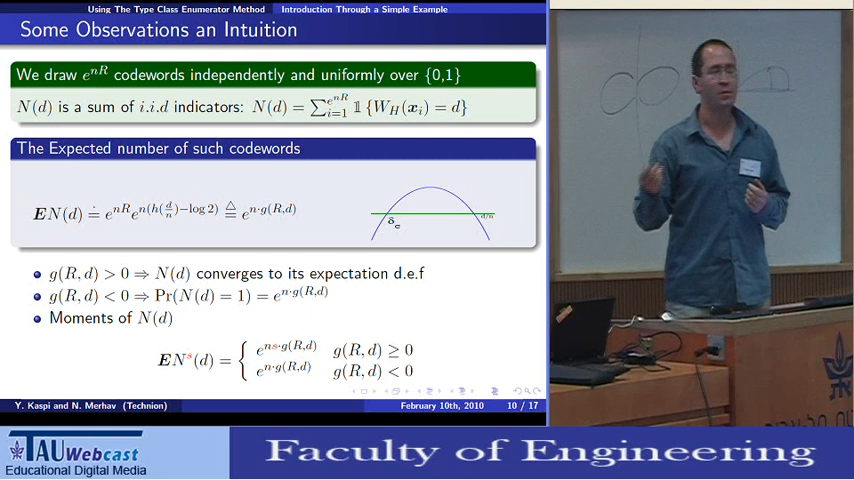 Using The Type Class Enumerator Method    Introduction Through a Simple Example
Some Observations an Intuition
We draw e^{nR} codewords independently and uniformly over {0,1}
N(d) is a sum of i.i.d indicators: N(d) = ∑_{i=1}^{e^{nR}} 𝟙 {W_H(x_i) = d}
The Expected number of such codewords
EN(d) ≐ e^{nR}e^{n(h(d/n)−log 2)} ≜ e^{n·g(R,d)}
d/n
δ_G
g(R, d) > 0 ⇒ N(d) converges to its expectation d.e.f
g(R, d) < 0 ⇒ Pr(N(d) = 1) = e^{n·g(R,d)}
Moments of N(d)
EN^s(d) = { e^{ns·g(R,d)}    g(R, d) ≥ 0
e^{n·g(R,d)}    g(R, d) < 0
Y. Kaspi and N. Merhav (Technion)    February 10th, 2010    10 / 17
TAU Webcast
Educational Digital Media
Faculty of Engineering